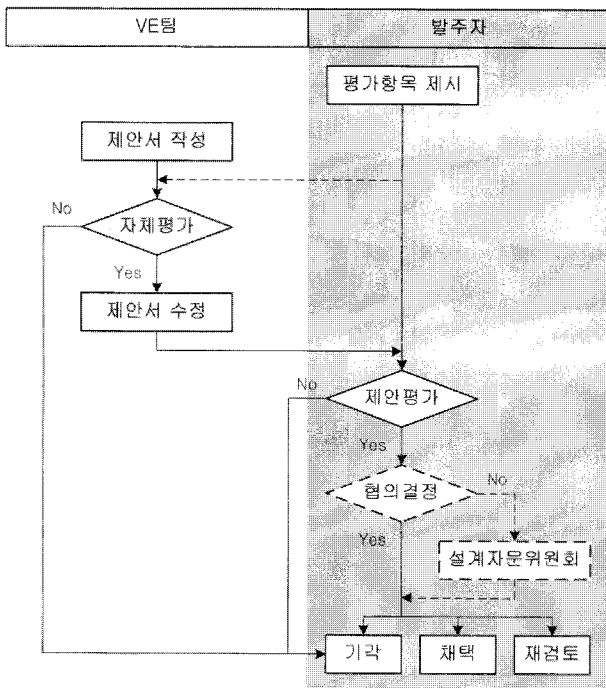 VE팀
발주자
평가항목 제시
제안서 작성
No
자체평가
Yes
제안서 수정
No
제안평가
Yes
협의결정
No
Yes
설계자문위원회
기각
채택
재검토